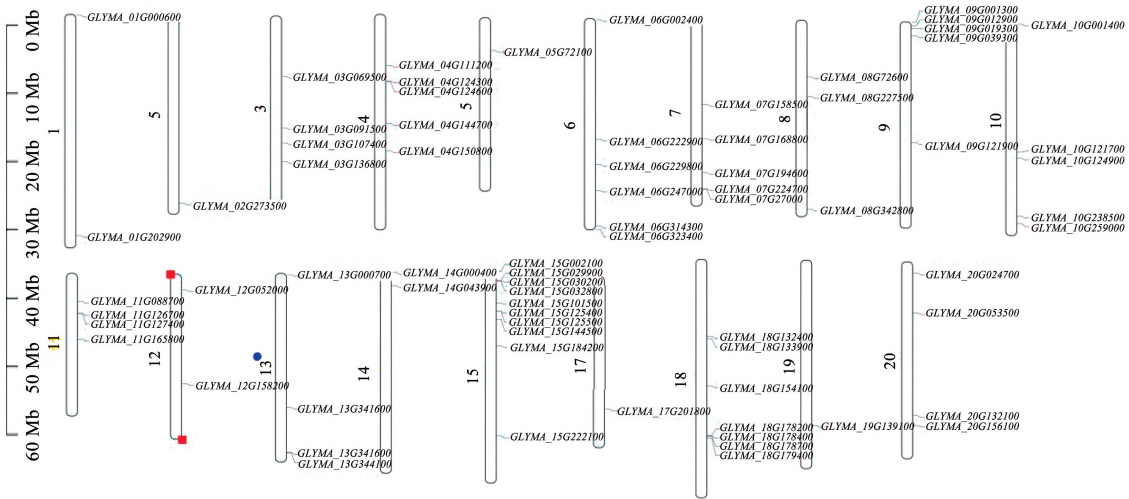 0 Mb
10 Mb
20 Mb
30 Mb
40 Mb
50 Mb
60 Mb
1
GLYMA_01G000600
GLYMA_01G202900
5
GLYMA_02G273500
3
GLYMA_03G069500
GLYMA_03G091500
GLYMA_03G107400
GLYMA_03G136800
4
GLYMA_04G111200
GLYMA_04G124300
GLYMA_04G124600
GLYMA_04G144700
GLYMA_04G150800
5
GLYMA_05G72100
6
GLYMA_06G002400
GLYMA_06G222900
GLYMA_06G229800
GLYMA_06G247000
GLYMA_06G314300
GLYMA_06G323400
7
GLYMA_07G158500
GLYMA_07G168800
GLYMA_07G194600
GLYMA_07G224700
GLYMA_07G27000
8
GLYMA_08G72600
GLYMA_08G227500
GLYMA_08G342800
9
GLYMA_09G001300
GLYMA_09G012900
GLYMA_09G019300
GLYMA_09G039300
GLYMA_09G121900
10
GLYMA_10G001400
GLYMA_10G121700
GLYMA_10G124900
GLYMA_10G238500
GLYMA_10G259000
11
GLYMA_11G088700
GLYMA_11G126700
GLYMA_11G127400
GLYMA_11G165800
12
GLYMA_12G052000
GLYMA_12G158200
13
GLYMA_13G000700
GLYMA_13G341600
GLYMA_13G341600
GLYMA_13G344100
14
GLYMA_14G000400
GLYMA_14G043900
15
GLYMA_15G002100
GLYMA_15G029900
GLYMA_15G030200
GLYMA_15G032800
GLYMA_15G101500
GLYMA_15G125400
GLYMA_15G125500
GLYMA_15G144500
GLYMA_15G184200
GLYMA_15G222100
17
GLYMA_17G201800
18
GLYMA_18G132400
GLYMA_18G133900
GLYMA_18G154100
GLYMA_18G178200
GLYMA_18G178400
GLYMA_18G178700
GLYMA_18G179400
19
GLYMA_19G139100
20
GLYMA_20G024700
GLYMA_20G053500
GLYMA_20G132100
GLYMA_20G156100